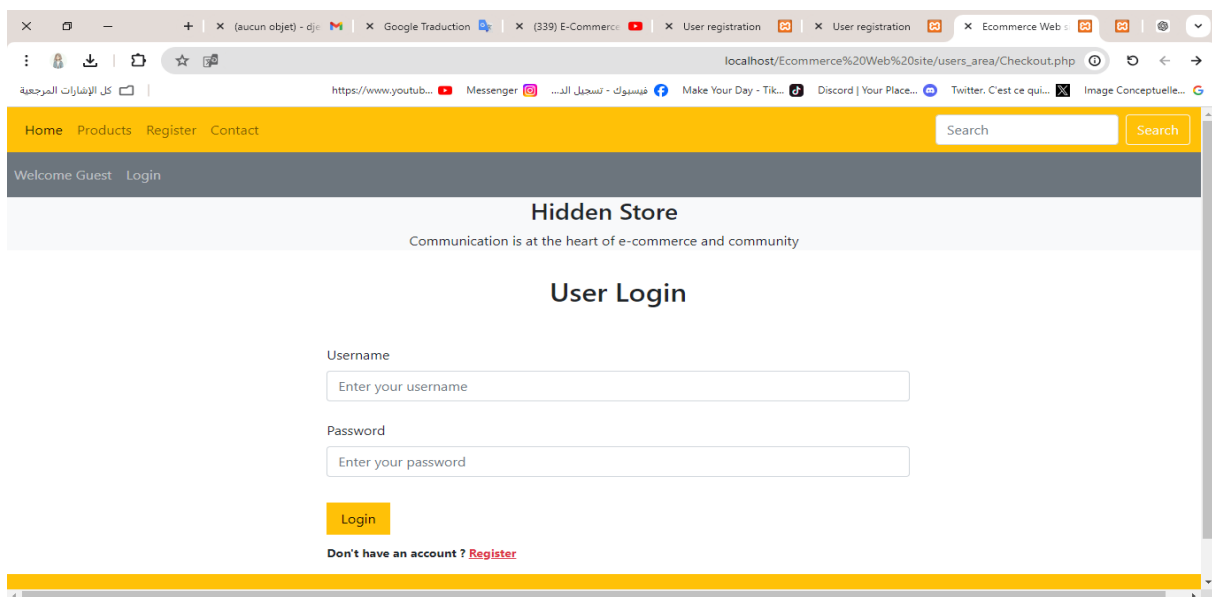 (aucun objet) - dje
Google Traduction
(339) E-Commerce
User registration
User registration
Ecommerce Web s
localhost/Ecommerce%20Web%20site/users_area/Checkout.php
كل الإشارات المرجعية
https://www.youtub...
Messenger
فيسبوك - تسجيل الد...
Make Your Day - Tik...
Discord | Your Place...
Twitter. C'est ce qui...
Image Conceptuelle...
Home Products Register Contact
Search
Search
Welcome Guest Login
Hidden Store
Communication is at the heart of e-commerce and community
User Login
Username
Enter your username
Password
Enter your password
Login
Don't have an account ? Register